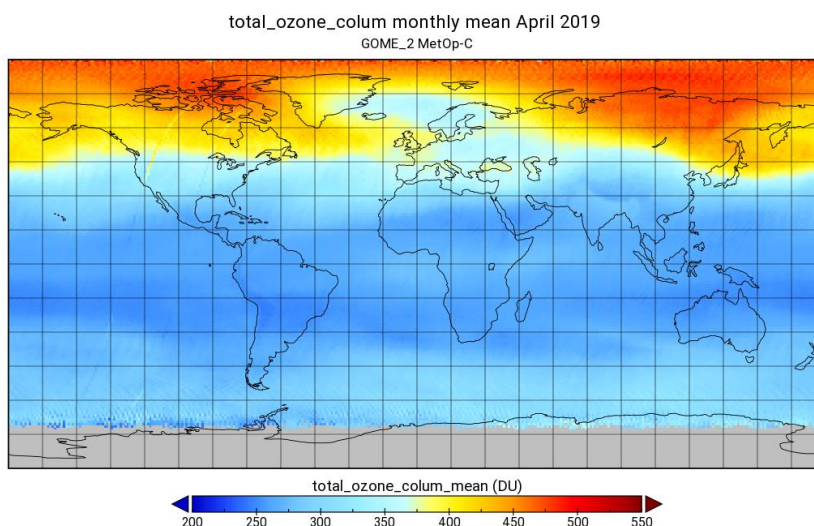 total_ozone_colum monthly mean April 2019
GOME_2 MetOp-C
total_ozone_colum_mean (DU)
200 250 300 350 400 450 500 550